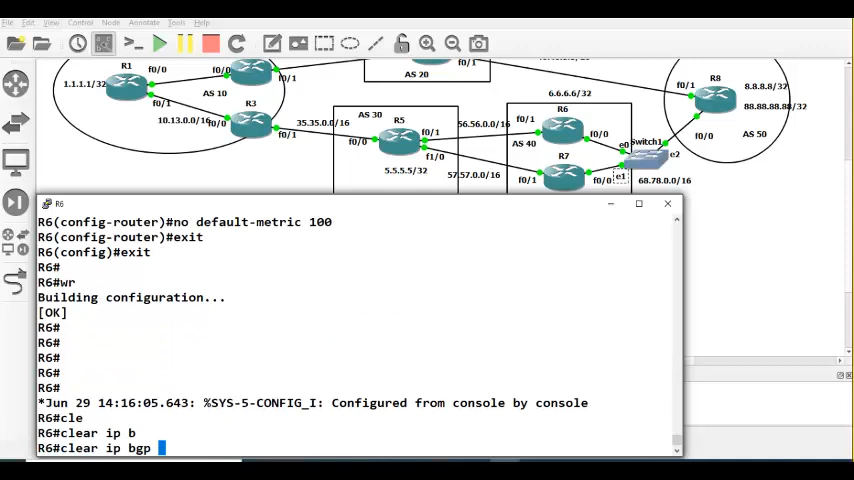 File Edit View Control Node Annotate Tools Help
R1
f0/0
f0/0
f0/1
1.1.1.1/32
f0/1
AS 10
R3
10.13.0.0/16
f0/0
f0/1
35.35.0.0/16
AS 20
f0/1
AS 30
R5
f0/0
f0/1
f1/0
5.5.5.5/32
56.56.0.0/16
57.57.0.0/16
6.6.6.6/32
R6
f0/1
f0/0
AS 40
R7
f0/1
f0/0
e0
Switch1
e1
e2
68.78.0.0/16
f0/1
R8
8.8.8.8/32
88.88.88.88/32
f0/0
AS 50
R6
R6(config-router)#no default-metric 100
R6(config-router)#exit
R6(config)#exit
R6#
R6#wr
Building configuration...
[OK]
R6#
R6#
R6#
R6#
R6#
*Jun 29 14:16:05.643: %SYS-5-CONFIG_I: Configured from console by console
R6#cle
R6#clear ip b
R6#clear ip bgp